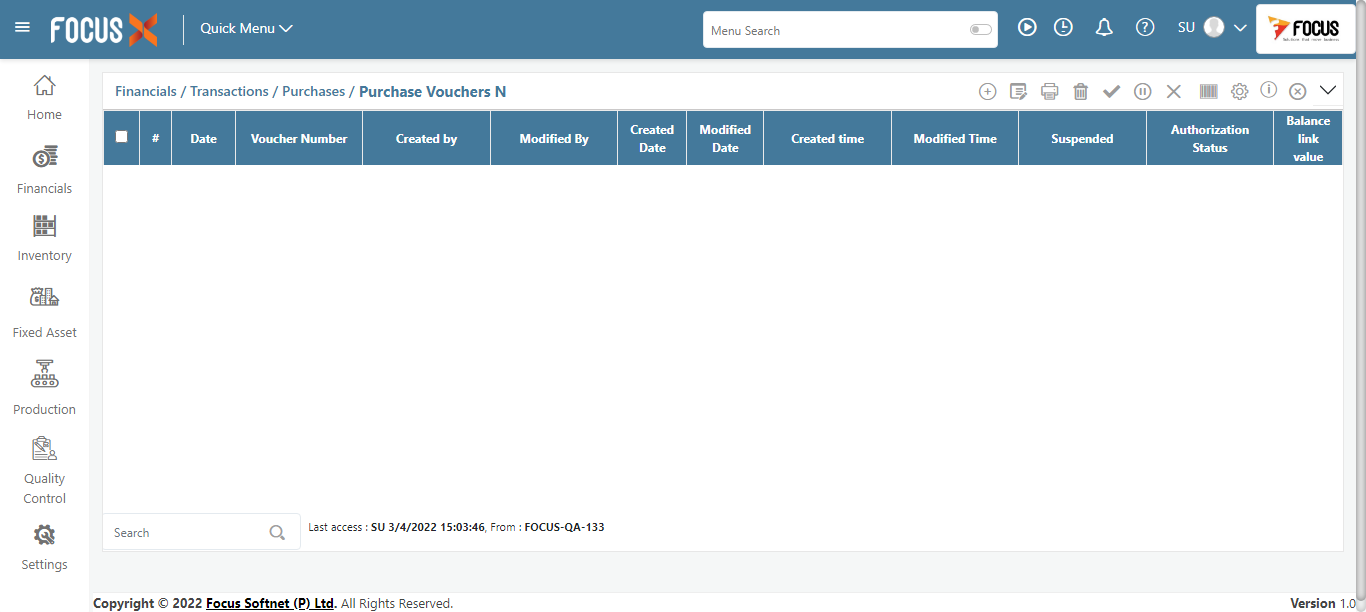 FOCUS X
Quick Menu
Menu Search
SU
FOCUS
Home
Financials
Inventory
Fixed Asset
Production
Quality
Control
Settings
Financials / Transactions / Purchases / Purchase Vouchers N
#
Date
Voucher Number
Created by
Modified By
Created
Date
Modified
Date
Created time
Modified Time
Suspended
Authorization
Status
Balance
link
value
Search
Last access : SU 3/4/2022 15:03:46, From : FOCUS-QA-133
Copyright © 2022 Focus Softnet (P) Ltd. All Rights Reserved.
Version 1.0